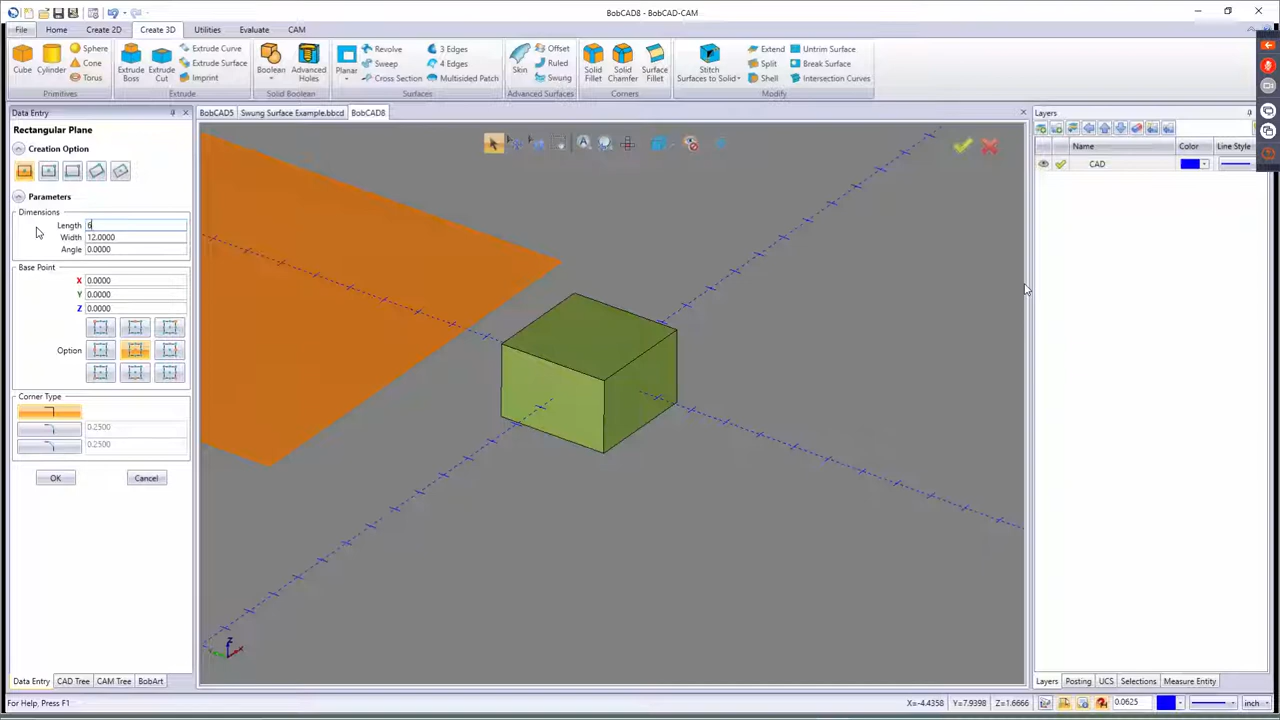 BobCAD8 - BobCAD-CAM
File Home Create 2D Create 3D Utilities Evaluate CAM
Cube Cylinder Sphere Cone Torus
Primitives
Extrude Boss Extrude Cut Extrude Curve Extrude Surface Imprint
Extrude
Boolean Advanced Holes
Solid Boolean
Planar Revolve Sweep Cross Section 3 Edges 4 Edges Multisided Patch
Surfaces
Skin Offset Ruled Swung
Advanced Surfaces
Solid Fillet Solid Chamfer Surface Fillet
Corners
Stitch Surfaces to Solid Extend Split Shell Untrim Surface Break Surface Intersection Curves
Modify
Data Entry
BobCAD5 Swung Surface Example.bbcd BobCAD8
Layers
Rectangular Plane
Creation Option
Name Color Line Style
CAD
Parameters
Dimensions
Length 6
Width 12.0000
Angle 0.0000
Base Point
X 0.0000
Y 0.0000
Z 0.0000
Option
Corner Type
0.2500
0.2500
OK Cancel
Z
Data Entry CAD Tree CAM Tree BobArt
Layers Posting UCS Selections Measure Entity
For Help, Press F1
X=-4.4358 Y=7.9398 Z=1.6666 0.0625 inch